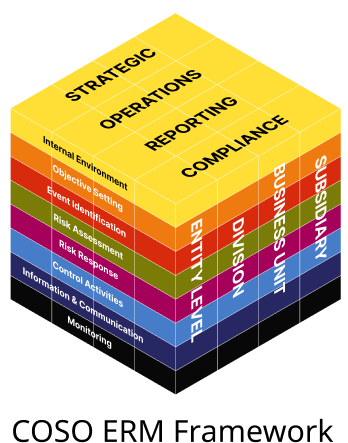 STRATEGIC
OPERATIONS
REPORTING
COMPLIANCE
Internal Environment
Objective Setting
Event Identification
Risk Assessment
Risk Response
Control Activities
Information & Communication
Monitoring
ENTITY LEVEL
DIVISION
BUSINESS UNIT
SUBSIDIARY
COSO ERM Framework